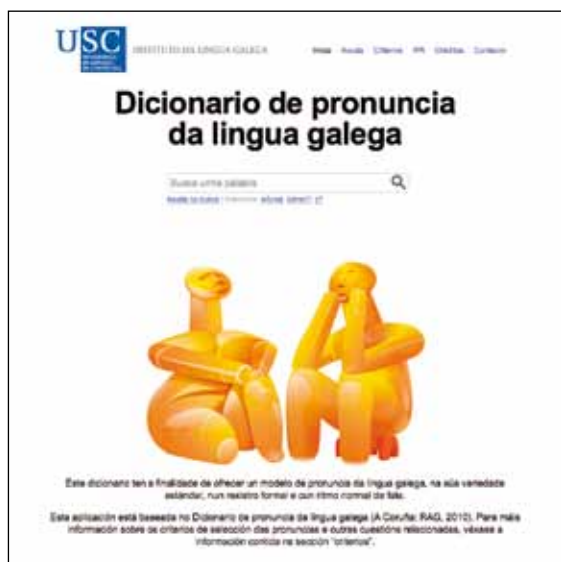 USC
INSTITUTO DA LINGUA GALEGA
Inicio Axuda Criterios API Créditos Contacto
Dicionario de pronuncia
da lingua galega
Busca unha palabra
Este dicionario ten a finalidade de ofrecer un modelo de pronuncia da lingua galega, na súa variedade
estándar, nun rexistro formal e cun ritmo normal de fala.
Esta aplicación está baseada no Dicionario de pronuncia da lingua galega (A Coruña: RAG, 2010). Para máis
información sobre os criterios de selección das pronuncias e outras cuestións relacionadas, véxase a
información contida na sección "criterios".